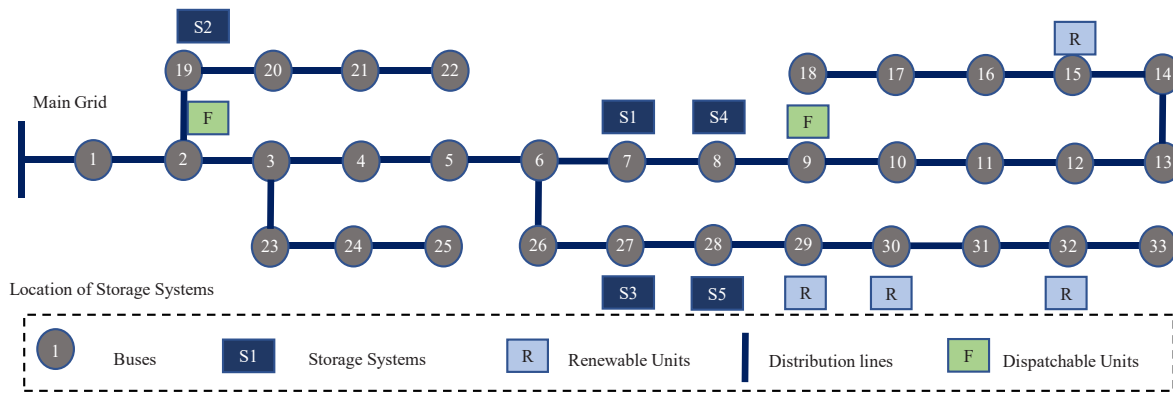 S2
19 20 21 22
R
18 17 16 15 14
Main Grid
F
S1 S4 F
1 2 3 4 5 6 7 8 9 10 11 12 13
23 24 25 26 27 28 29 30 31 32 33
Location of Storage Systems
S3 S5 R R R
1 Buses S1 Storage Systems R Renewable Units Distribution lines F Dispatchable Units